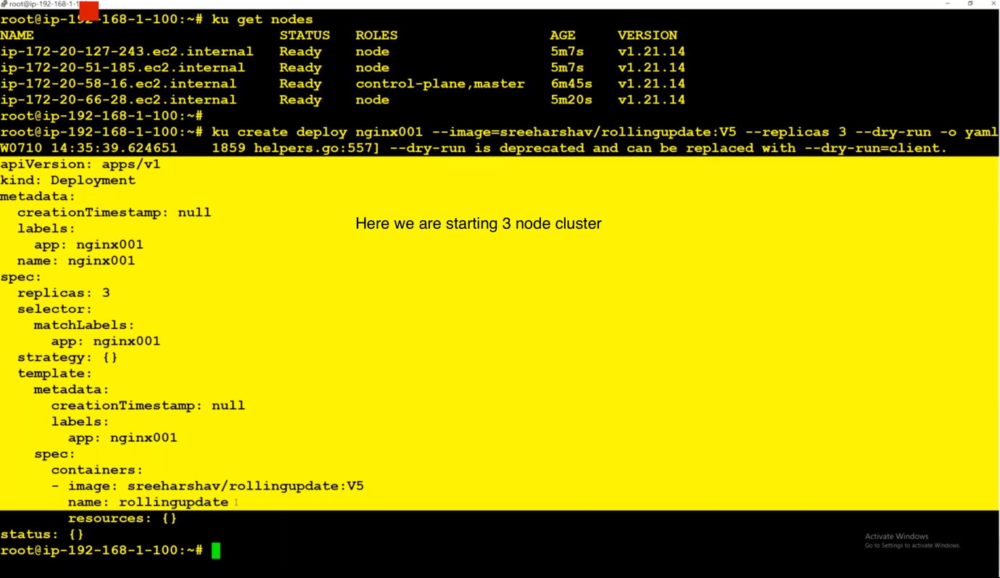 root@ip-192-168-1-1
root@ip-192-168-1-100:~# ku get nodes
NAME STATUS ROLES AGE VERSION
ip-172-20-127-243.ec2.internal Ready node 5m7s v1.21.14
ip-172-20-51-185.ec2.internal Ready node 5m7s v1.21.14
ip-172-20-58-16.ec2.internal Ready control-plane,master 6m45s v1.21.14
ip-172-20-66-28.ec2.internal Ready node 5m20s v1.21.14
root@ip-192-168-1-100:~#
root@ip-192-168-1-100:~# ku create deploy nginx001 --image=sreeharshav/rollingupdate:V5 --replicas 3 --dry-run -o yaml
W0710 14:35:39.624651 1859 helpers.go:557] --dry-run is deprecated and can be replaced with --dry-run=client.
apiVersion: apps/v1
kind: Deployment
metadata:
  creationTimestamp: null
Here we are starting 3 node cluster
  labels:
    app: nginx001
  name: nginx001
spec:
  replicas: 3
  selector:
    matchLabels:
      app: nginx001
  strategy: {}
  template:
    metadata:
      creationTimestamp: null
      labels:
        app: nginx001
    spec:
      containers:
      - image: sreeharshav/rollingupdate:V5
        name: rollingupdate
        resources: {}
status: {}
root@ip-192-168-1-100:~#
Activate Windows
Go to Settings to activate Windows.